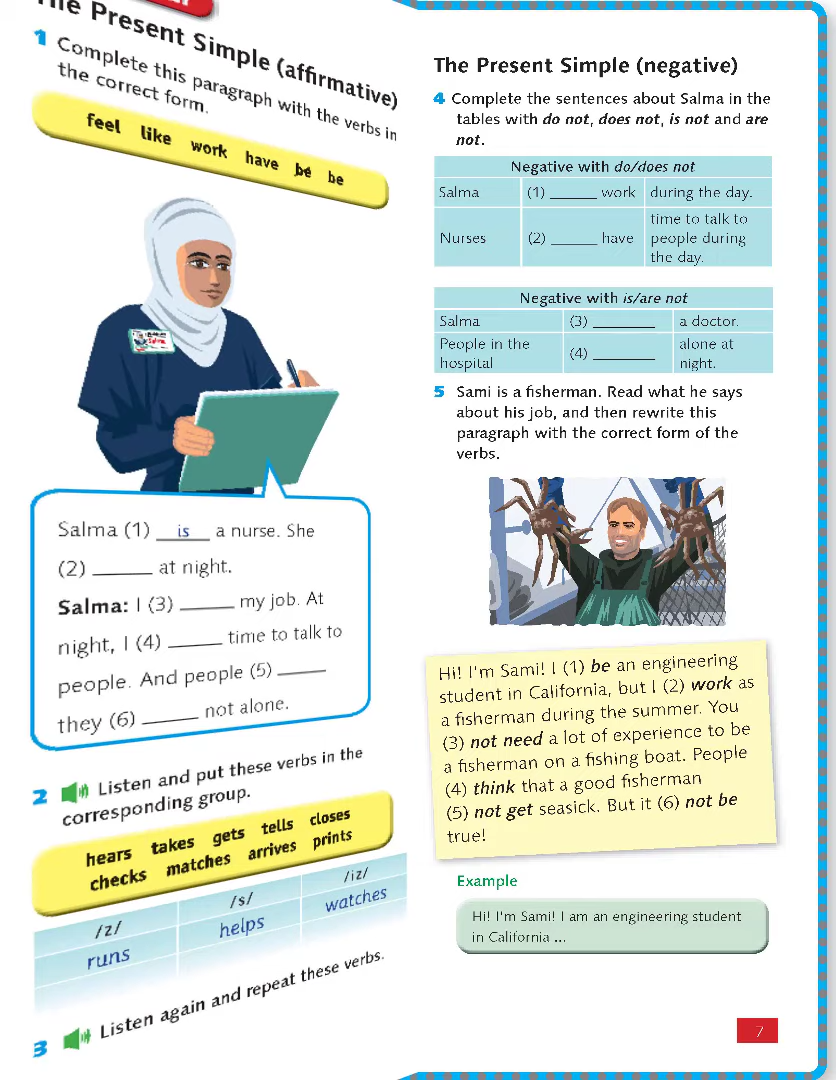 The Present Simple (affirmative)
1 Complete this paragraph with the verbs in
the correct form.
feel like work have be be
Salma (1) is a nurse. She
(2) ______ at night.
Salma: I (3) ______ my job. At
night, I (4) ______ time to talk to
people. And people (5) ______
they (6) ______ not alone.
2 Listen and put these verbs in the
corresponding group.
hears takes gets tells closes
checks matches arrives prints
/z/ /s/ /iz/
runs helps watches
3 Listen again and repeat these verbs.
The Present Simple (negative)
4 Complete the sentences about Salma in the
tables with do not, does not, is not and are
not.
Negative with do/does not
Salma (1) ______ work during the day.
Nurses (2) ______ have time to talk to
people during
the day.
Negative with is/are not
Salma (3) ______ a doctor.
People in the
hospital (4) ______ alone at
night.
5 Sami is a fisherman. Read what he says
about his job, and then rewrite this
paragraph with the correct form of the
verbs.
Hi! I'm Sami! I (1) be an engineering
student in California, but I (2) work as
a fisherman during the summer. You
(3) not need a lot of experience to be
a fisherman on a fishing boat. People
(4) think that a good fisherman
(5) not get seasick. But it (6) not be
true!
Example
Hi! I'm Sami! I am an engineering student
in California ...
7